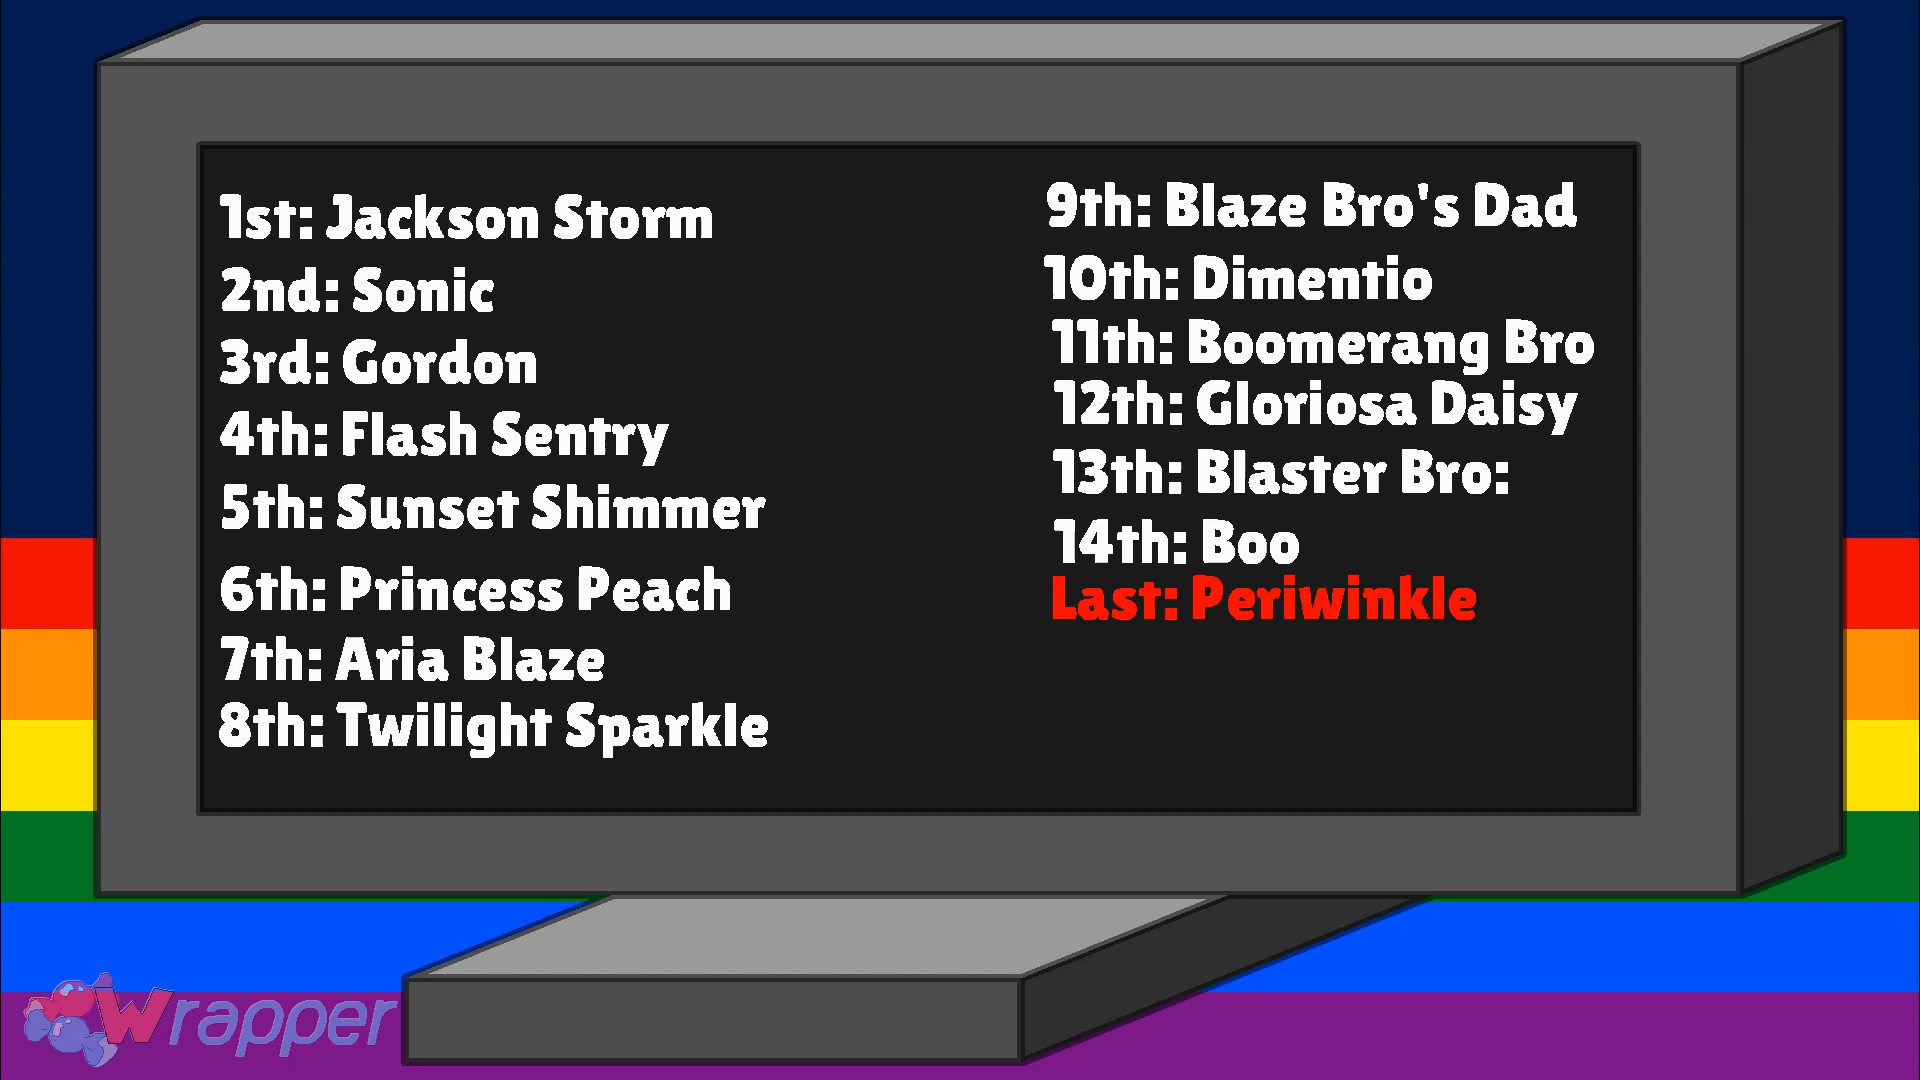 1st: Jackson Storm
2nd: Sonic
3rd: Gordon
4th: Flash Sentry
5th: Sunset Shimmer
6th: Princess Peach
7th: Aria Blaze
8th: Twilight Sparkle
9th: Blaze Bro's Dad
10th: Dimentio
11th: Boomerang Bro
12th: Gloriosa Daisy
13th: Blaster Bro:
14th: Boo
Last: Periwinkle
Wrapper